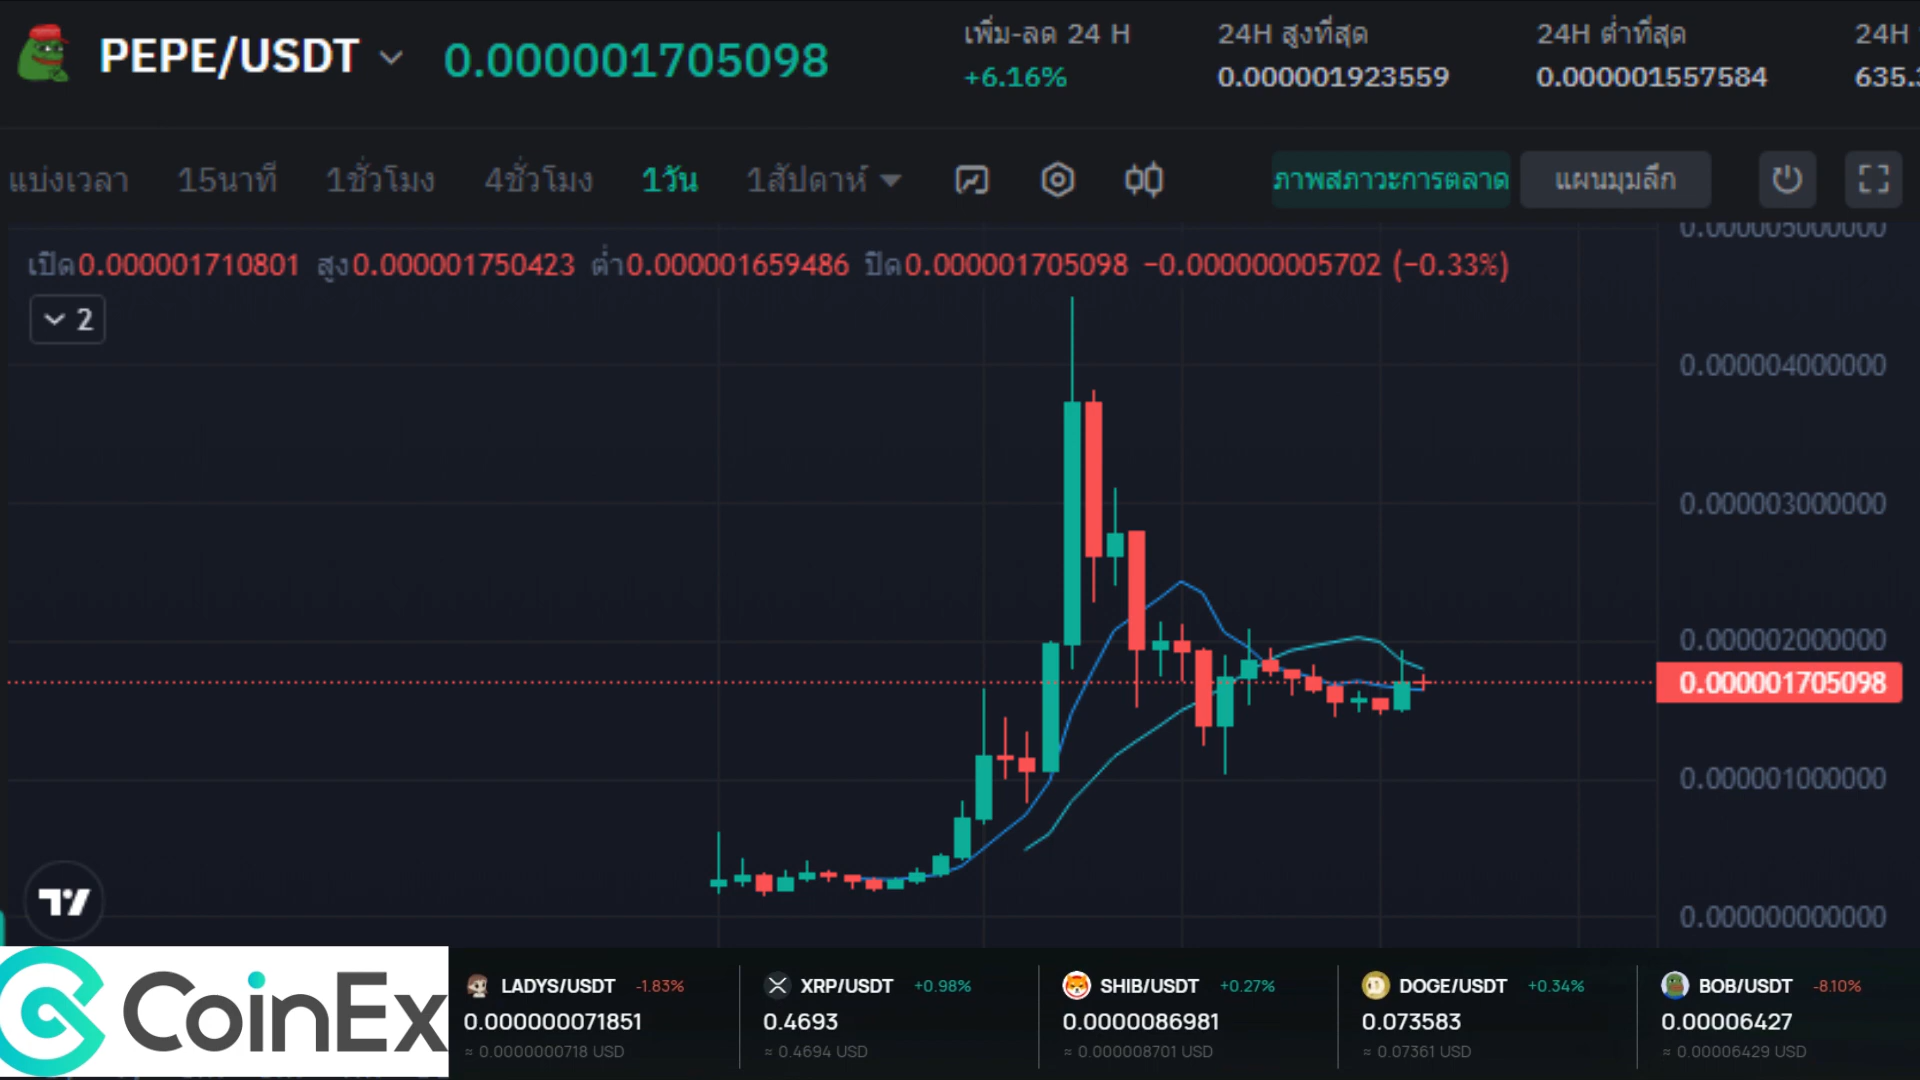 PEPE/USDT 0.000001705098
เพิ่ม-ลด 24 H
+6.16%
24H สูงที่สุด
0.000001923559
24H ต่ำที่สุด
0.000001557584
24H
635.
แบ่งเวลา 15นาที 1ชั่วโมง 4ชั่วโมง 1วัน 1สัปดาห์ ภาพสภาวะการตลาด แผนมุมลึก
เปิด0.000001710801 สูง0.000001750423 ต่ำ0.000001659486 ปิด0.000001705098 −0.000000005702 (−0.33%)
2
0.000005000000
0.000004000000
0.000003000000
0.000002000000
0.000001705098
0.000001000000
0.000000000000
CoinEx
LADYS/USDT -1.83%
0.000000071851
≈ 0.0000000718 USD
XRP/USDT +0.98%
0.4693
≈ 0.4694 USD
SHIB/USDT +0.27%
0.0000086981
≈ 0.000008701 USD
DOGE/USDT +0.34%
0.073583
≈ 0.07361 USD
BOB/USDT -8.10%
0.00006427
≈ 0.00006429 USD